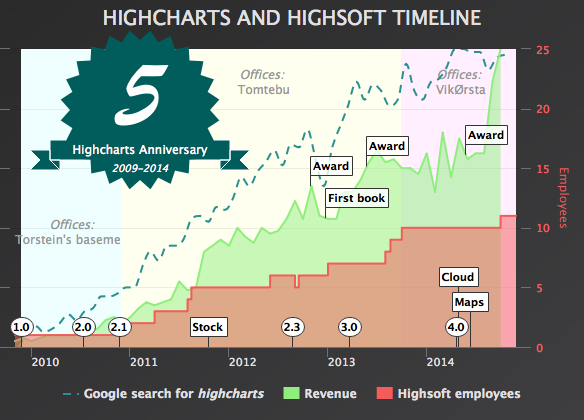 HIGHCHARTS AND HIGHSOFT TIMELINE
5
Highcharts Anniversary
2009–2014
Offices:
Tomtebu
Offices:
VikØrsta
Offices:
Torstein's baseme
Award
Award
Award
First book
Cloud
Maps
1.0
2.0
2.1
Stock
2.3
3.0
4.0
25
20
15
10
5
0
Employees
2010
2011
2012
2013
2014
Google search for highcharts
Revenue
Highsoft employees